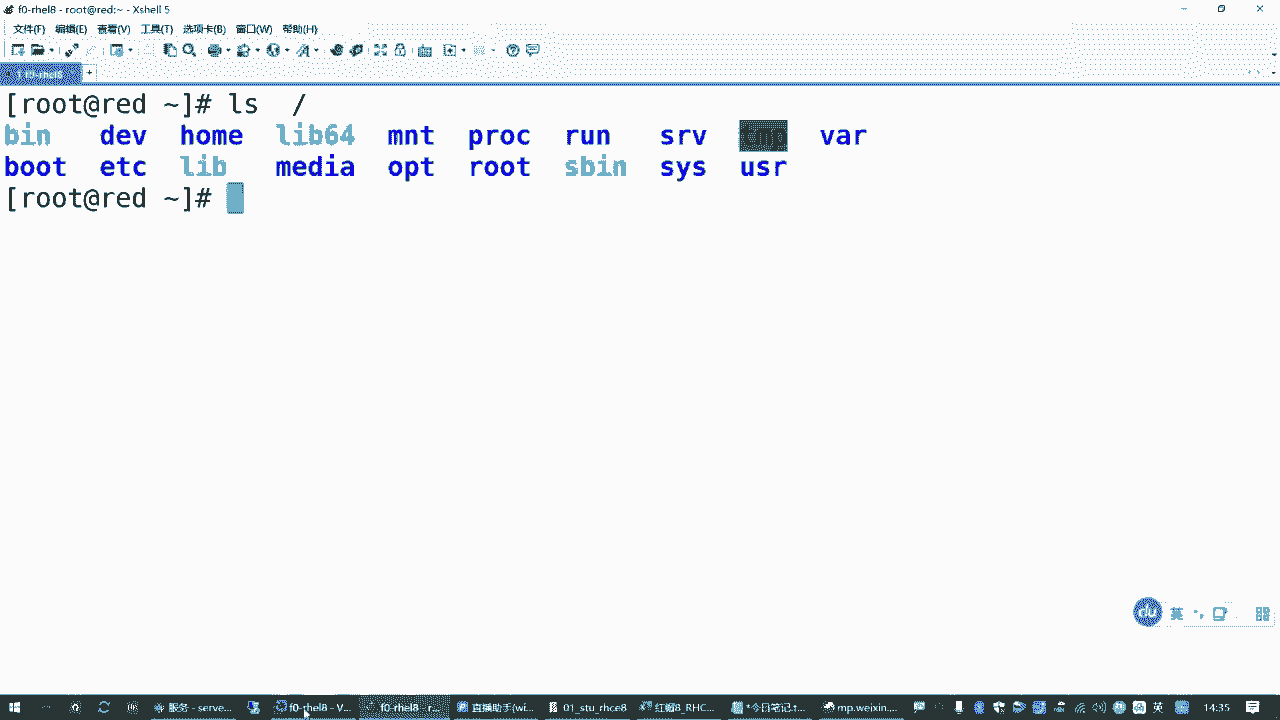 f0-rhel8 - root@red:~ - Xshell 5
文件(F) 编辑(E) 查看(V) 工具(T) 选项卡(B) 窗口(W) 帮助(H)
1 f0-rhel8 +
[root@red ~]# ls  /
bin dev home lib64 mnt proc run srv tmp var
boot etc lib media opt root sbin sys usr
[root@red ~]#
du 英
服务 - serve... f0-rhel8 - V... f0-rhel8 - r... 直播助手(wi... 01_stu_rhce8 红帽8_RHC... *今日笔记.t... mp.weixin.... 英 14:35